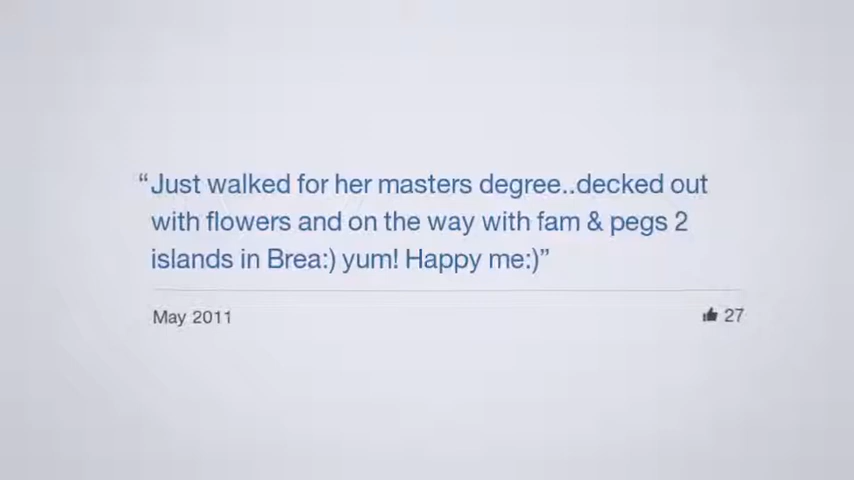 “Just walked for her masters degree..decked out
with flowers and on the way with fam & pegs 2
islands in Brea:) yum! Happy me:)”
May 2011 27